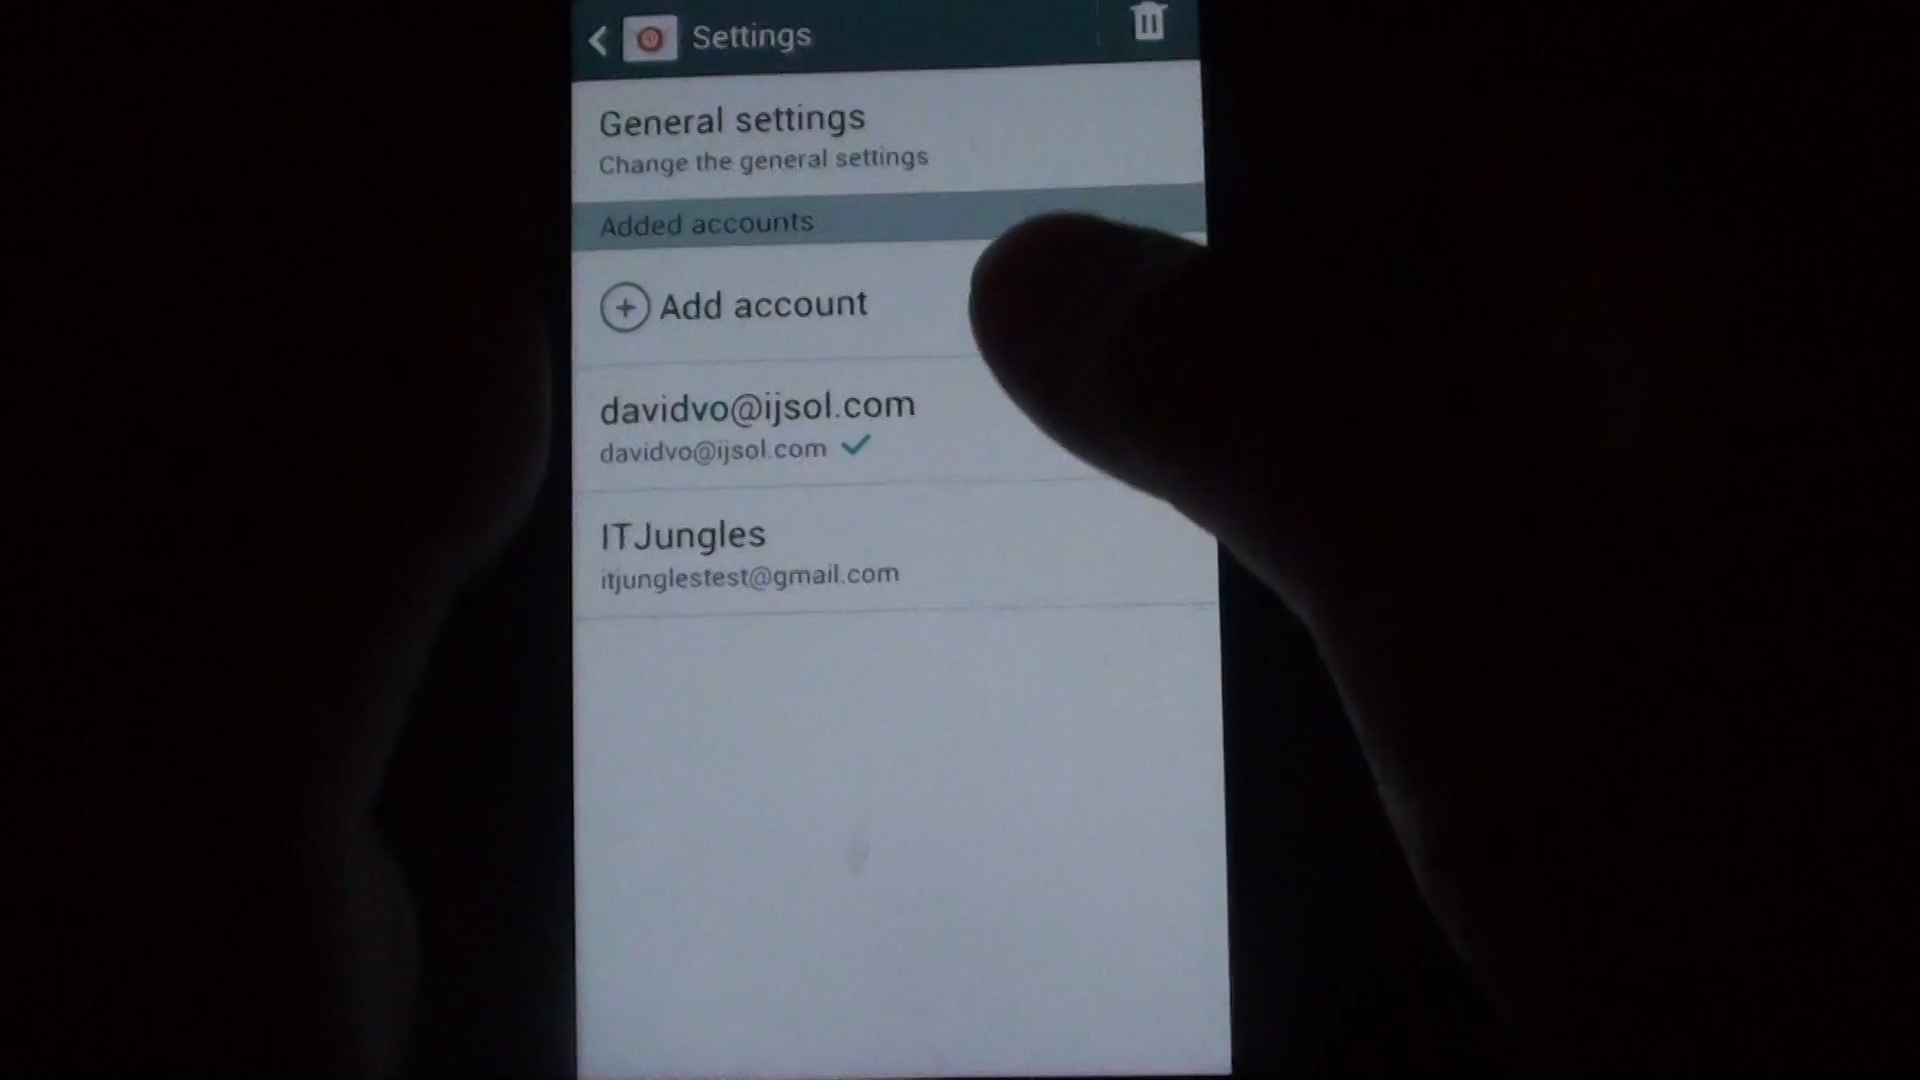 Settings
General settings
Change the general settings
Added accounts
Add account
davidvo@ijsol.com
davidvo@ijsol.com
ITJungles
itjunglestest@gmail.com